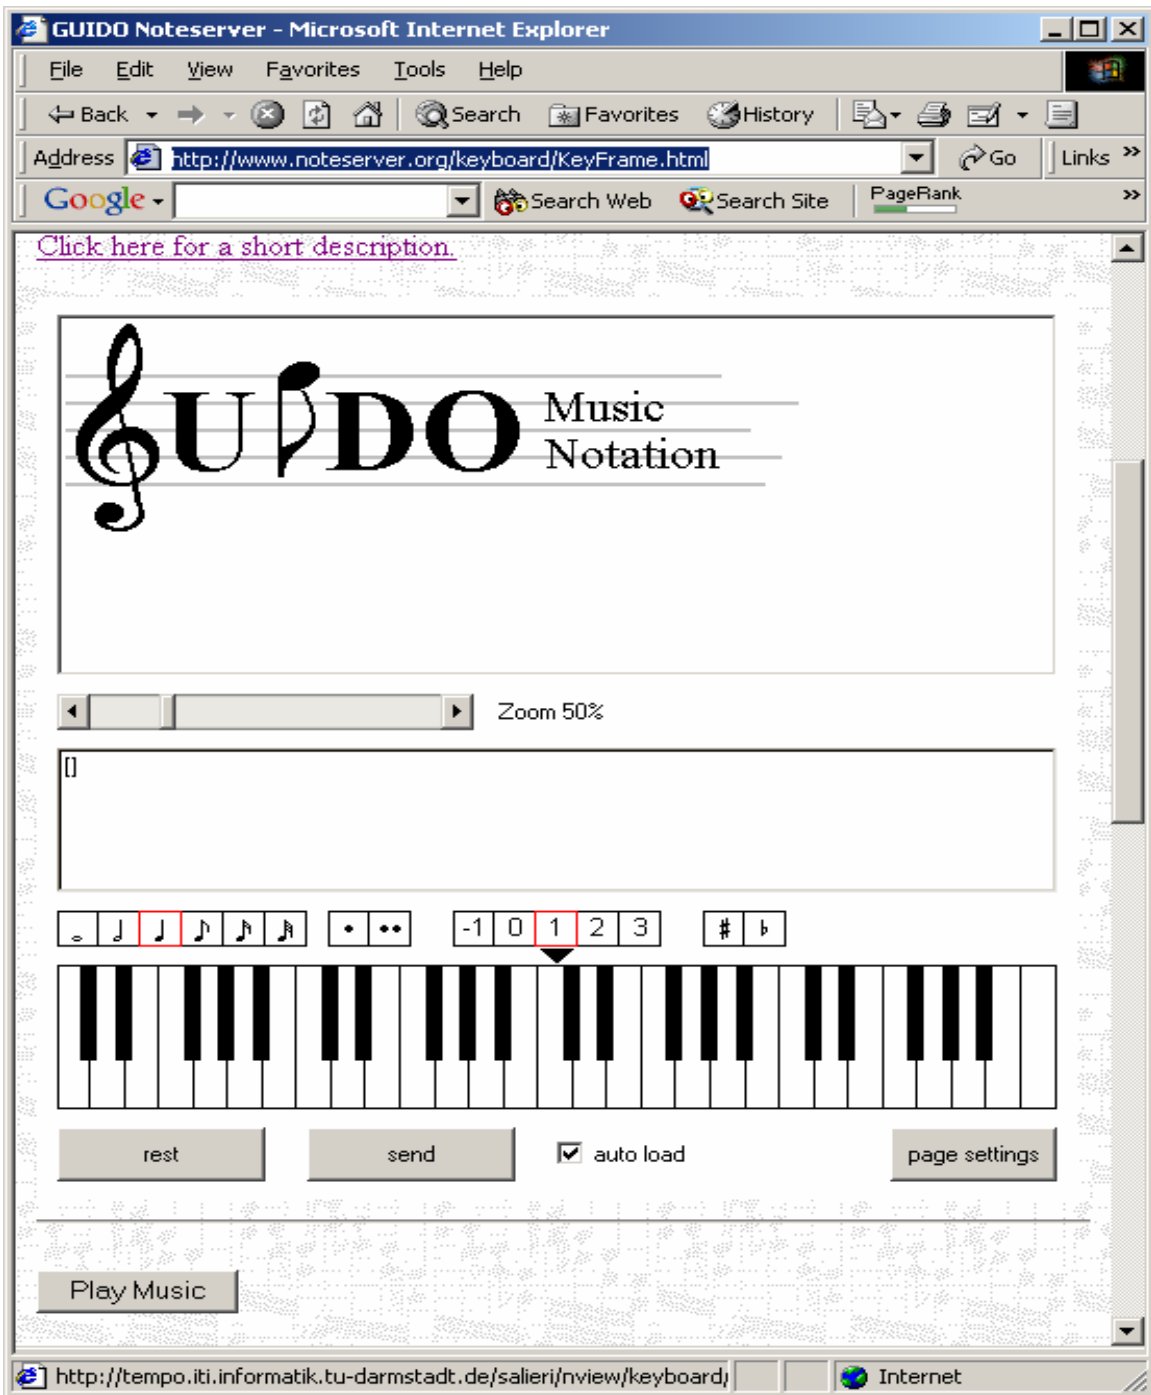 GUIDO Noteserver - Microsoft Internet Explorer
File Edit View Favorites Tools Help
Back Search Favorites History
Address http://www.noteserver.org/keyboard/KeyFrame.html Go Links »
Google Search Web Search Site PageRank »
Click here for a short description.
GUIDO Music
Notation
Zoom 50%
[]
-1 0 1 2 3 ♯ ♭
rest send auto load page settings
Play Music
http://tempo.iti.informatik.tu-darmstadt.de/salieri/nview/keyboard/ Internet